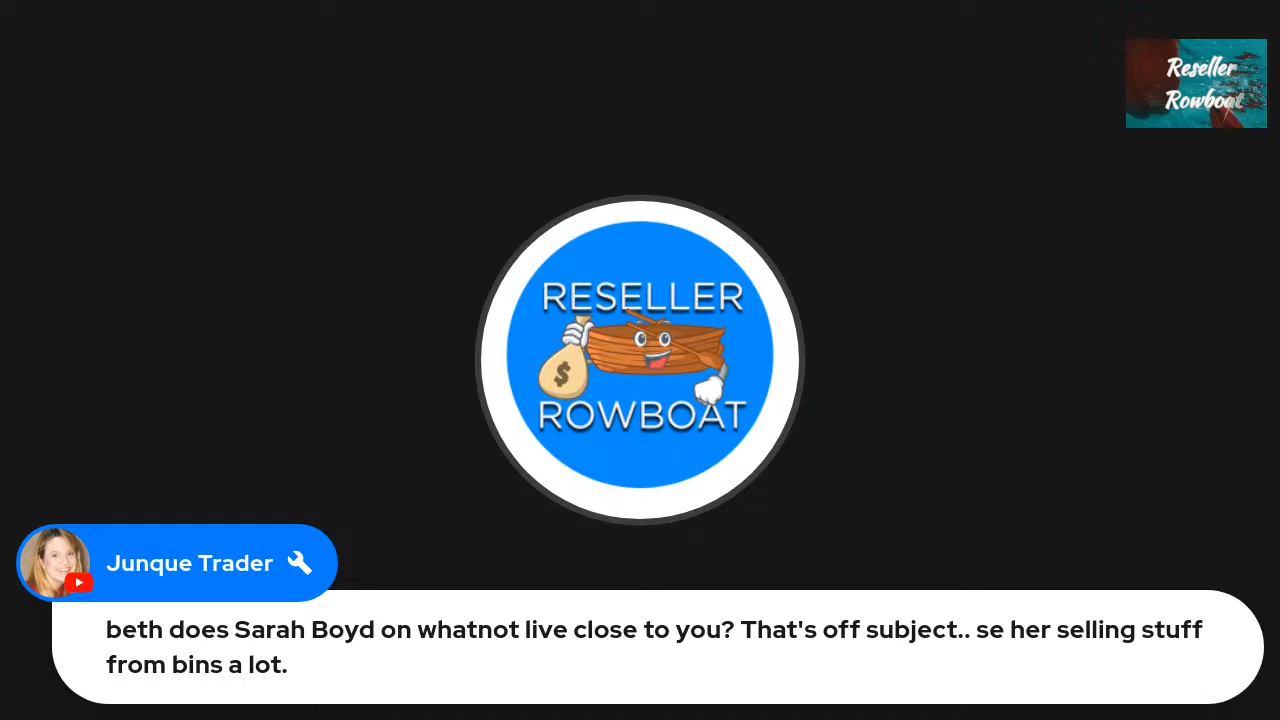 Reseller
Rowboat
RESELLER
$
ROWBOAT
Junque Trader
beth does Sarah Boyd on whatnot live close to you? That's off subject.. se her selling stuff
from bins a lot.